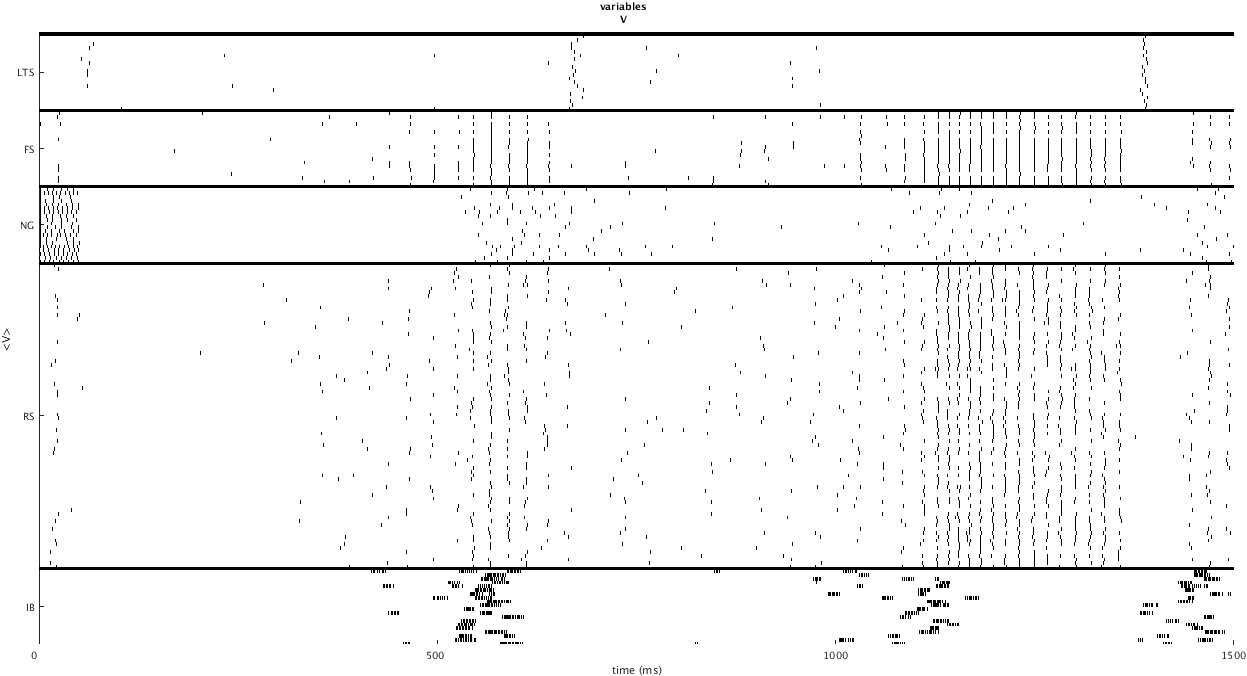 variables
V
LTS
FS
NG
<V>
RS
IB
0
500
1000
1500
time (ms)